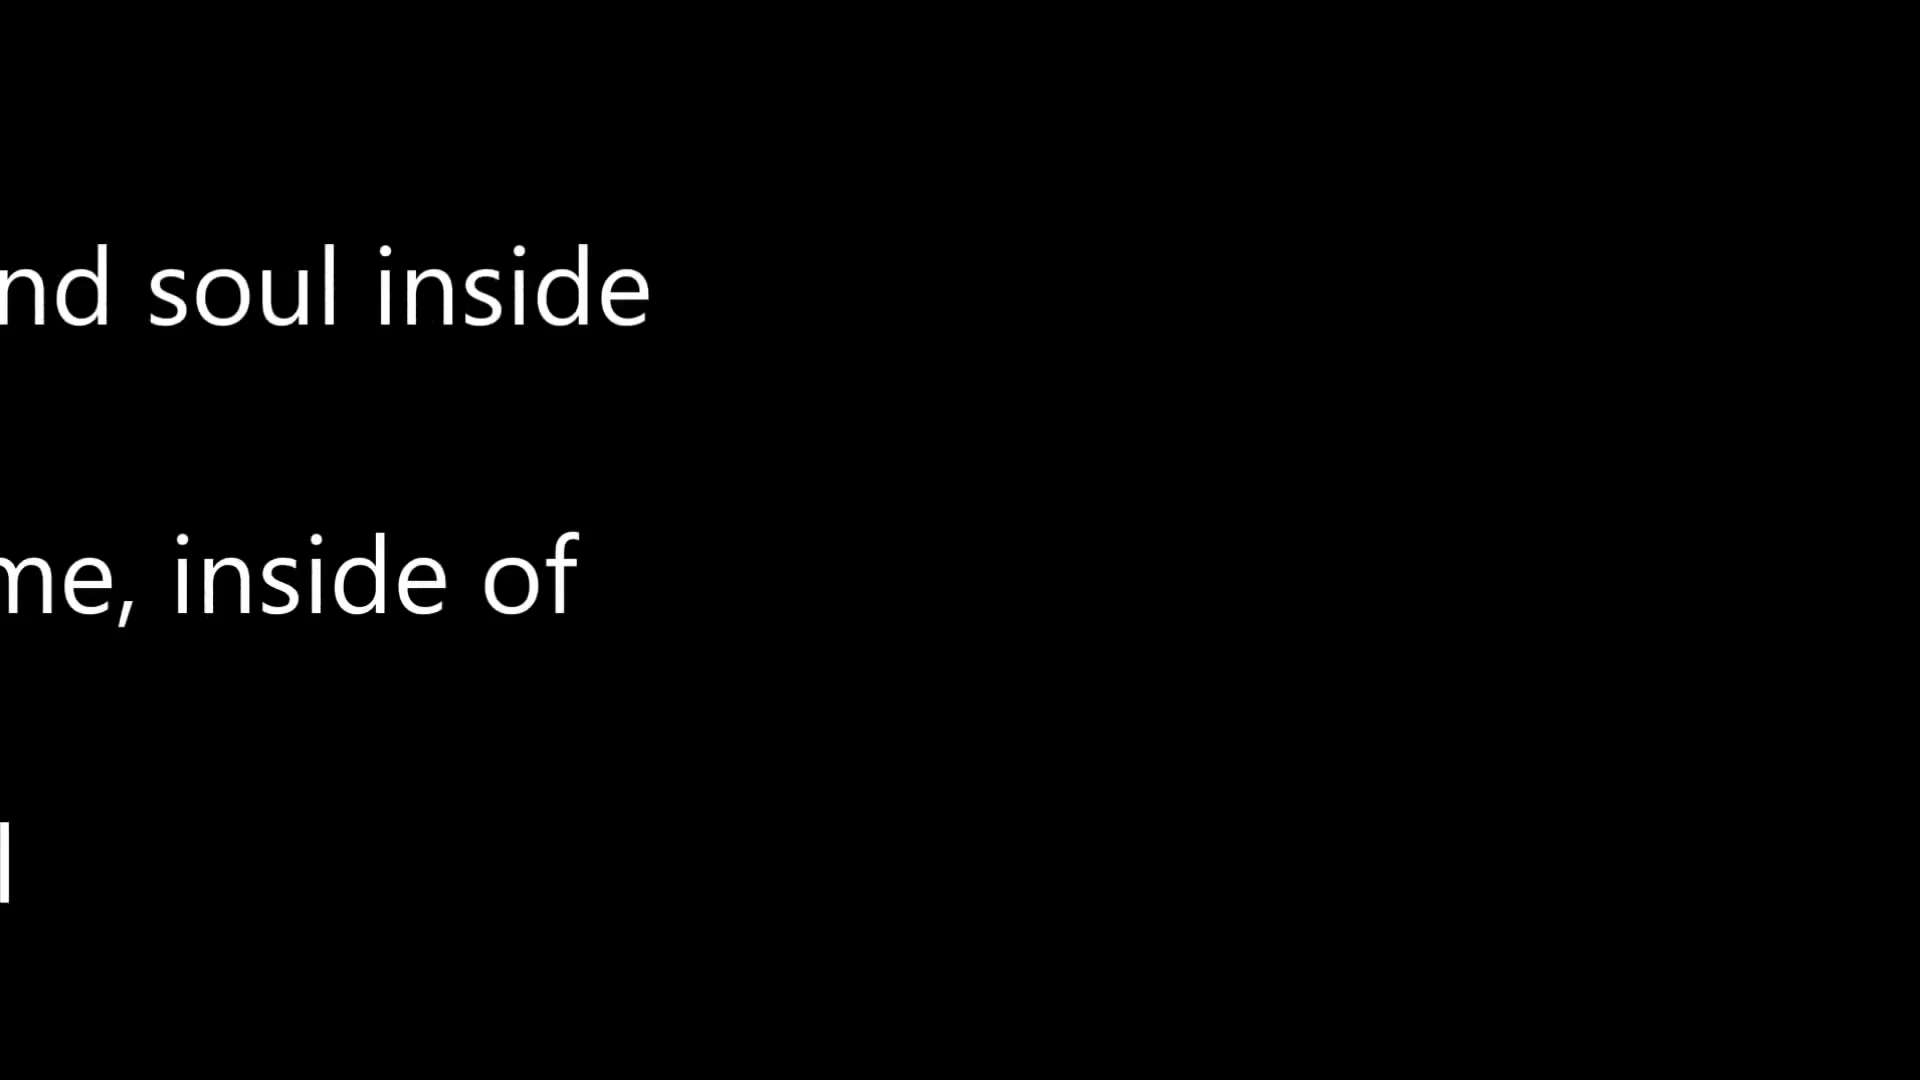 nd soul inside
me, inside of
l